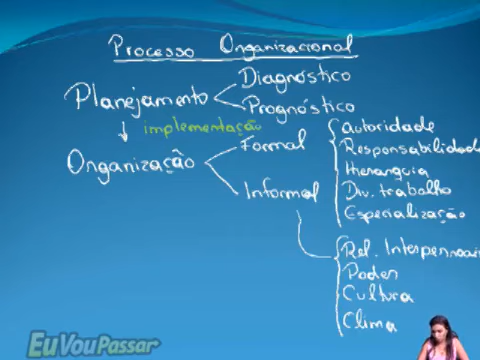 Processo Organizacional
Planejamento
Diagnóstico
Prognóstico
implementação
Organização
Formal
autoridade
Responsabilidade
Hierarquia
Div. trabalho
Especialização
Informal
Rel. Interpessoais
Poder
Cultura
Clima
EuVouPassar